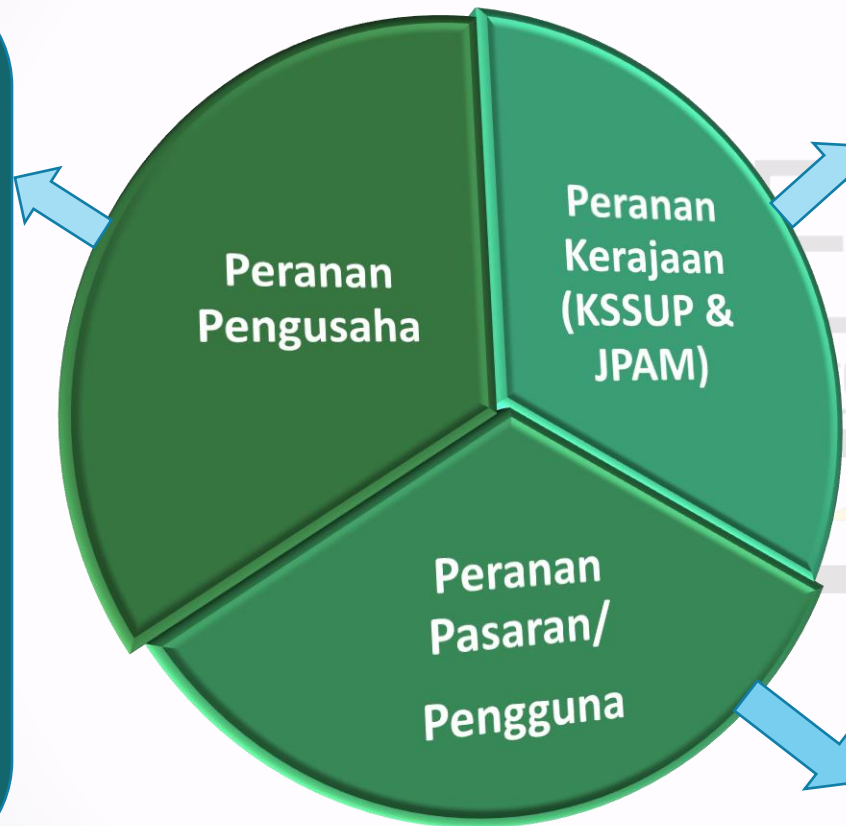 Peranan
Pengusaha
Peranan
Kerajaan
(KSSUP &
JPAM)
Peranan
Pasaran/
Pengguna